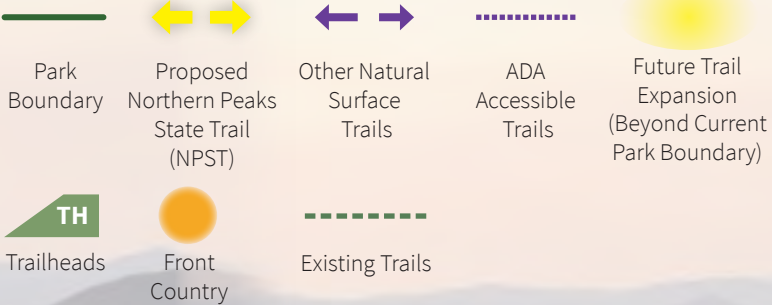 Park
Boundary
Proposed
Northern Peaks
State Trail
(NPST)
Other Natural
Surface
Trails
ADA
Accessible
Trails
Future Trail
Expansion
(Beyond Current
Park Boundary)
TH
Trailheads
Front
Country
Existing Trails